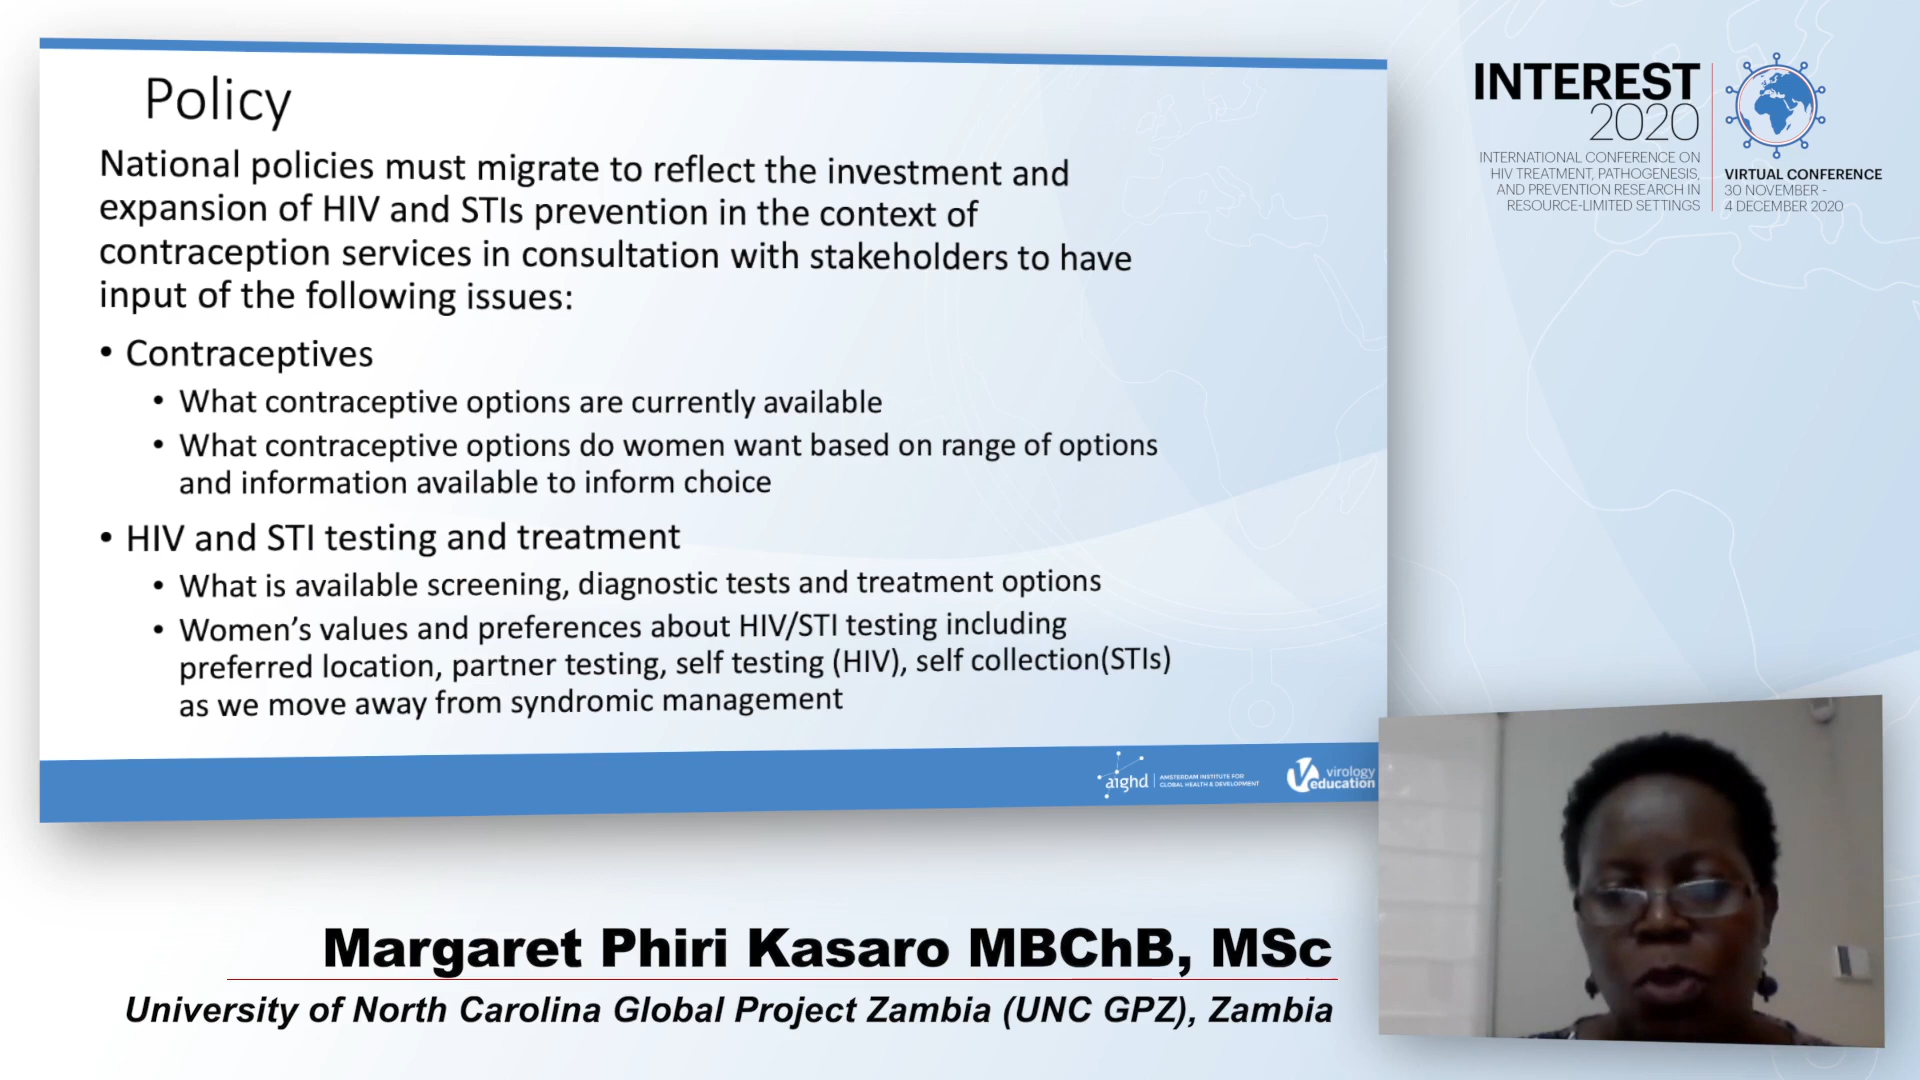 Policy
National policies must migrate to reflect the investment and
expansion of HIV and STIs prevention in the context of
contraception services in consultation with stakeholders to have
input of the following issues:
• Contraceptives
• What contraceptive options are currently available
• What contraceptive options do women want based on range of options
and information available to inform choice
• HIV and STI testing and treatment
• What is available screening, diagnostic tests and treatment options
• Women’s values and preferences about HIV/STI testing including
preferred location, partner testing, self testing (HIV), self collection(STIs)
as we move away from syndromic management
aighd
AMSTERDAM INSTITUTE FOR
GLOBAL HEALTH & DEVELOPMENT
virology
education
INTEREST
2020
INTERNATIONAL CONFERENCE ON
HIV TREATMENT, PATHOGENESIS,
AND PREVENTION RESEARCH IN
RESOURCE-LIMITED SETTINGS
VIRTUAL CONFERENCE
30 NOVEMBER -
4 DECEMBER 2020
Margaret Phiri Kasaro MBChB, MSc
University of North Carolina Global Project Zambia (UNC GPZ), Zambia